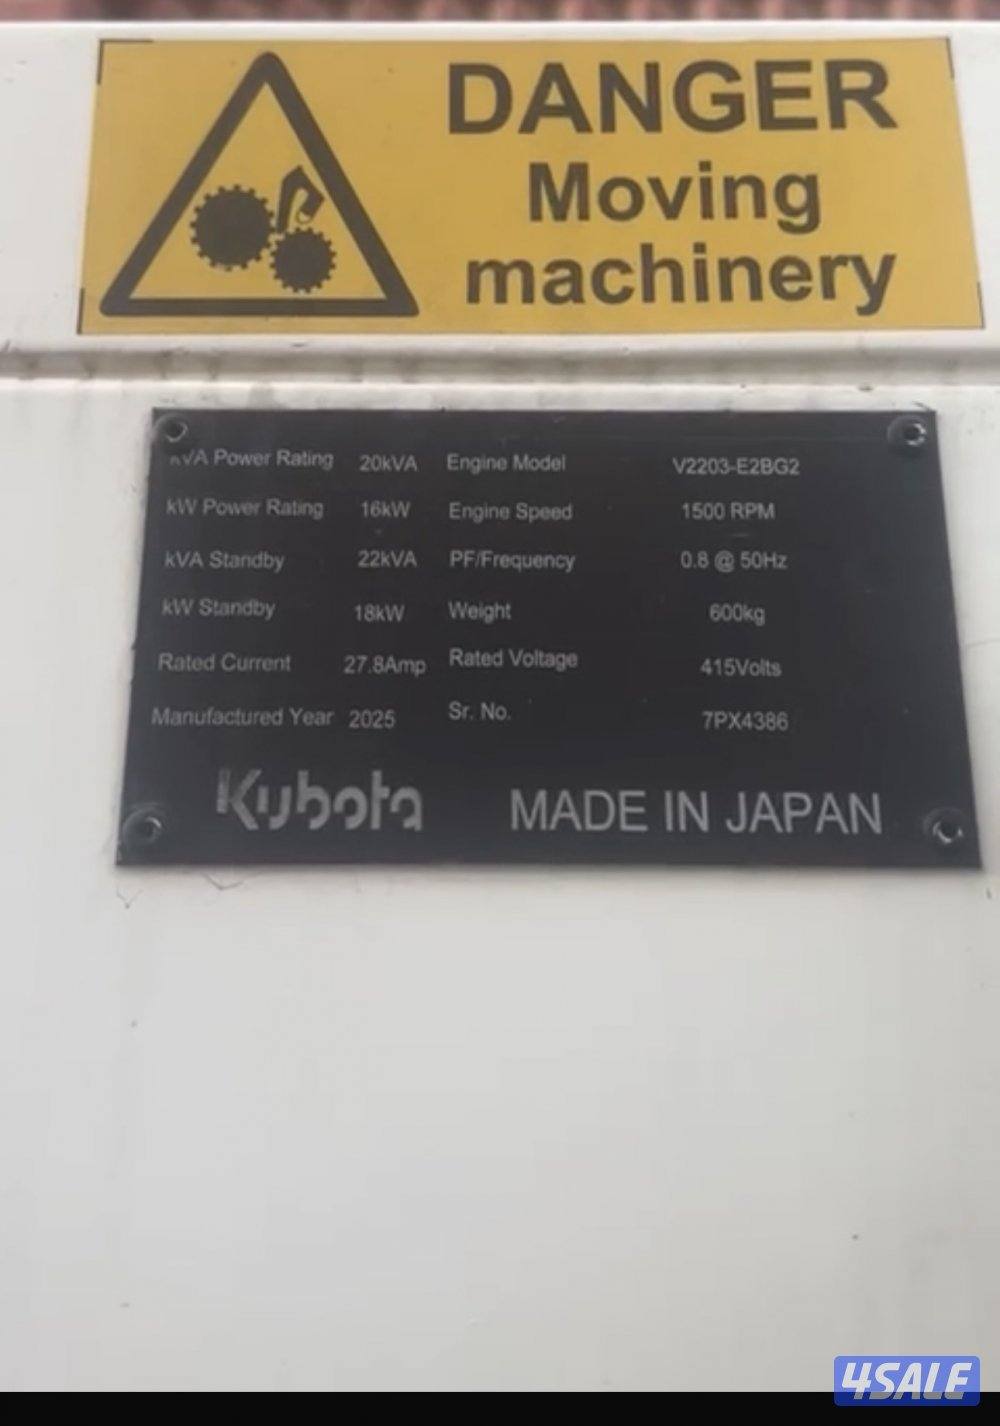 DANGER
Moving
machinery
kVA Power Rating 20kVA Engine Model V2203-E2BG2
kW Power Rating 16kW Engine Speed 1500 RPM
kVA Standby 22kVA PF/Frequency 0.8 @ 50Hz
kW Standby 18kW Weight 600kg
Rated Current 27.8Amp Rated Voltage 415Volts
Manufactured Year 2025 Sr. No. 7PX4386
Kubota MADE IN JAPAN
4SALE